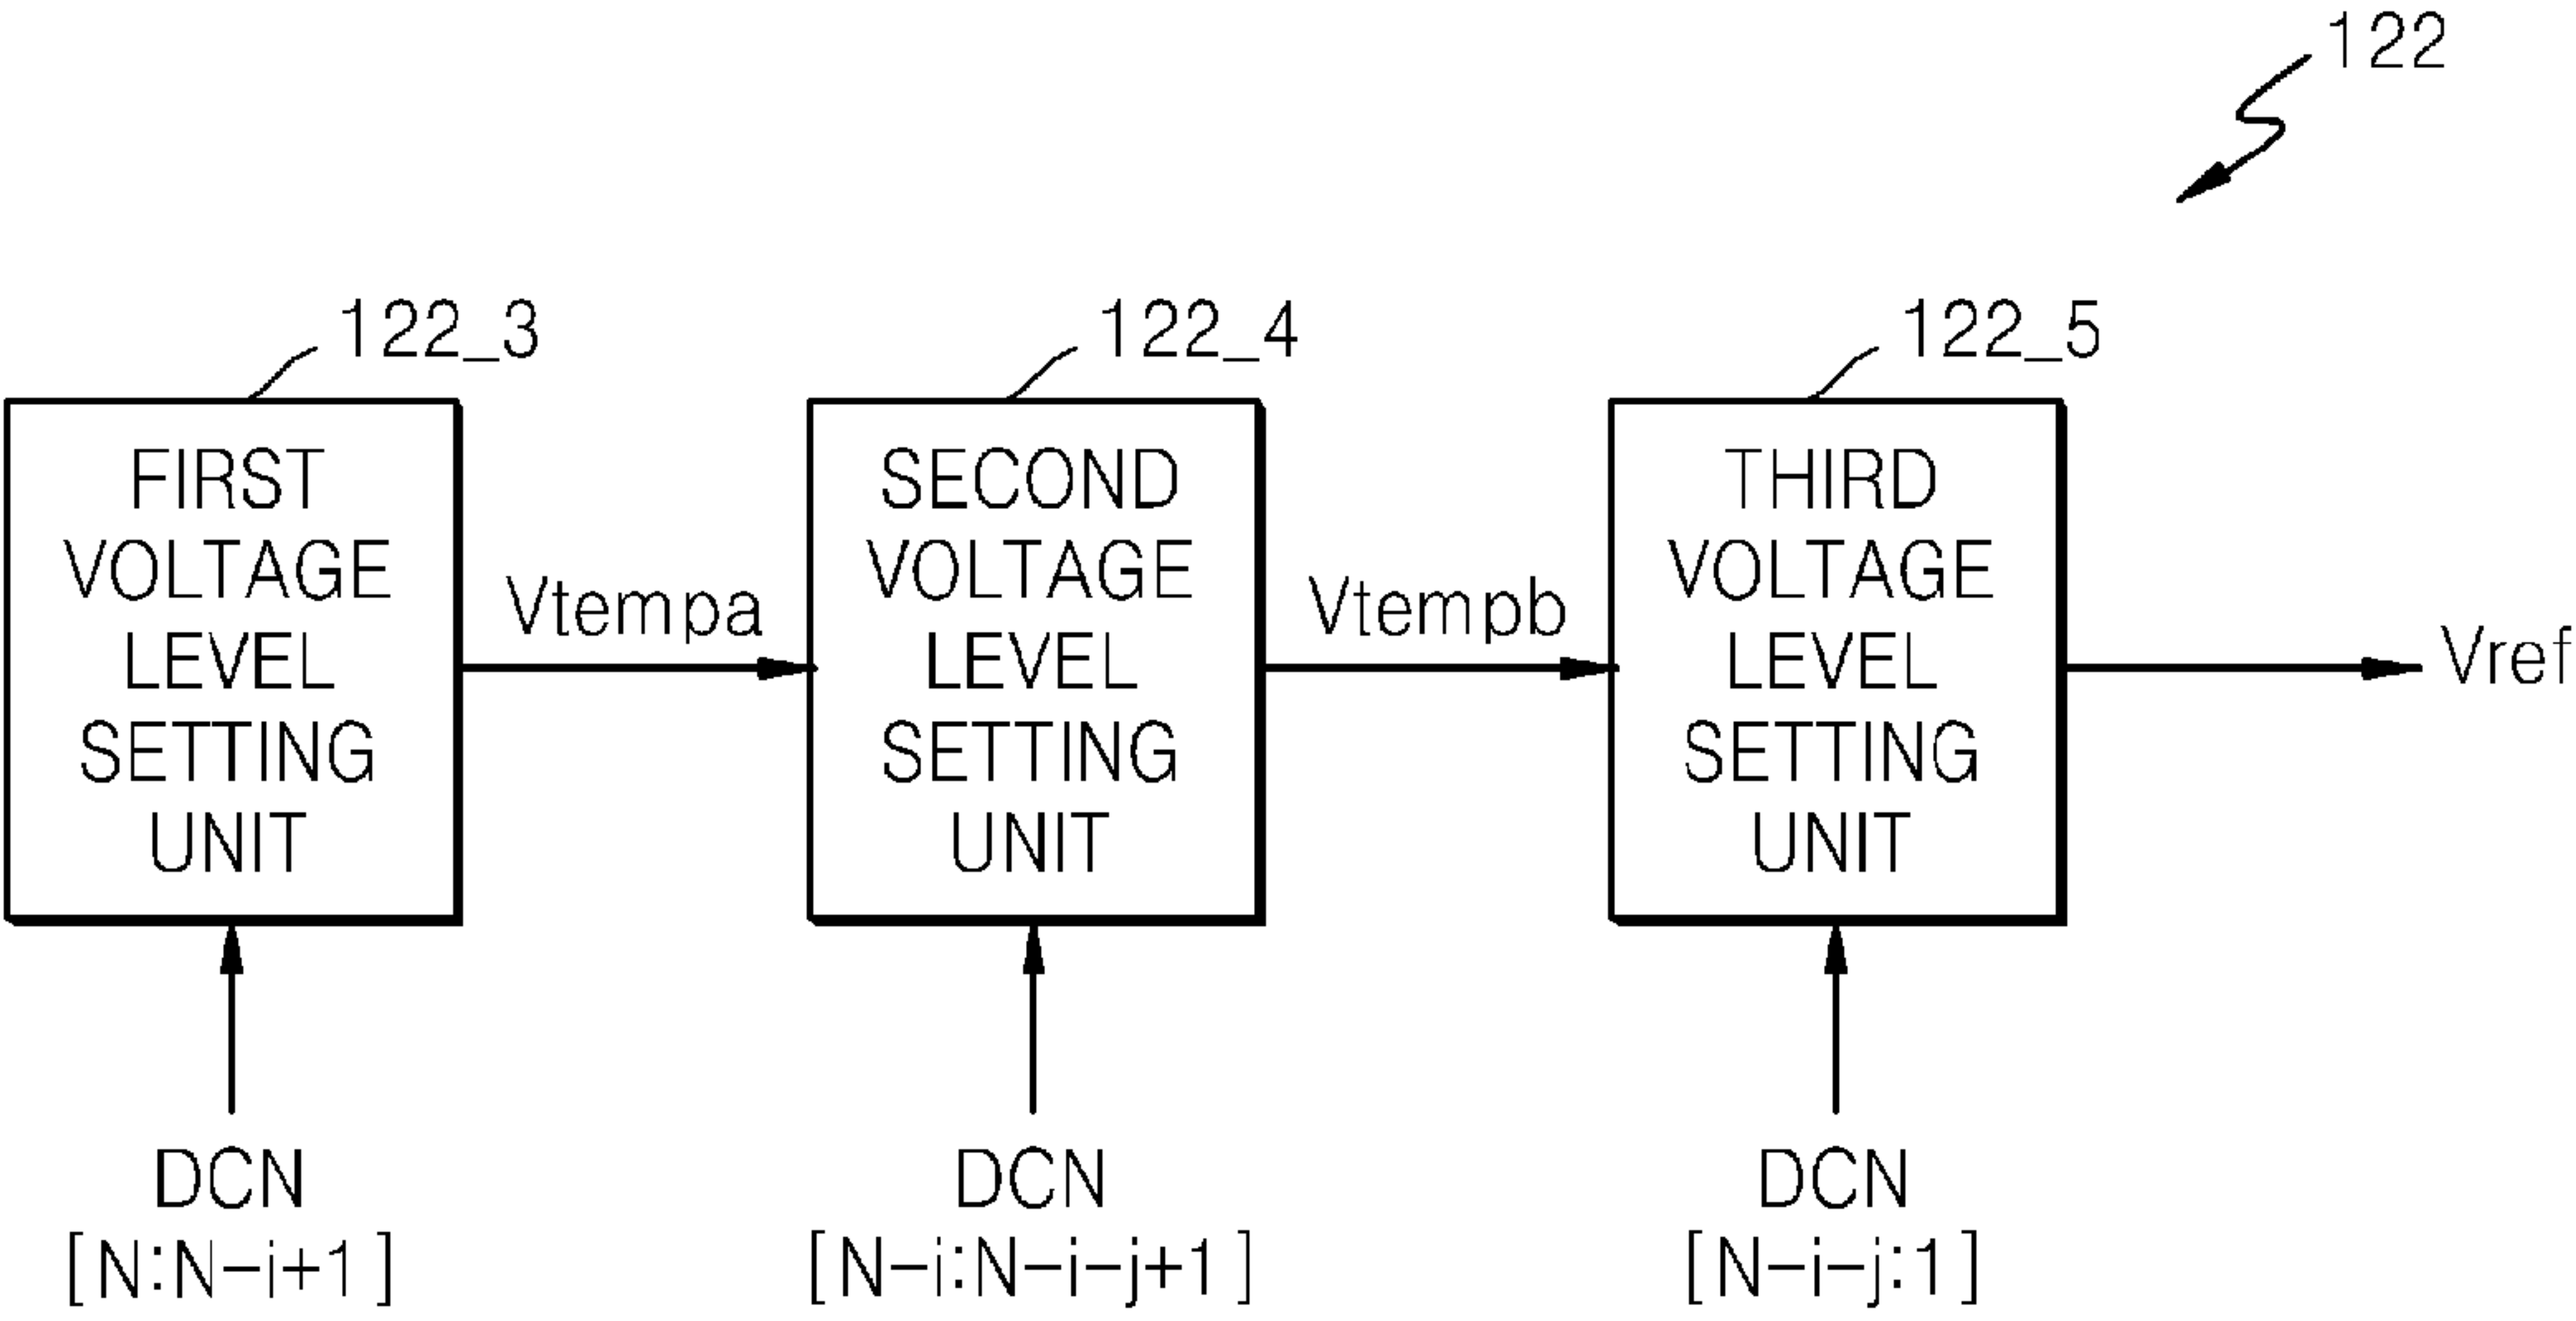 122
122_3
122_4
122_5
FIRST
VOLTAGE
LEVEL
SETTING
UNIT
Vtempa
SECOND
VOLTAGE
LEVEL
SETTING
UNIT
Vtempb
THIRD
VOLTAGE
LEVEL
SETTING
UNIT
Vref
DCN
[N:N-i+1]
DCN
[N-i:N-i-j+1]
DCN
[N-i-j:1]